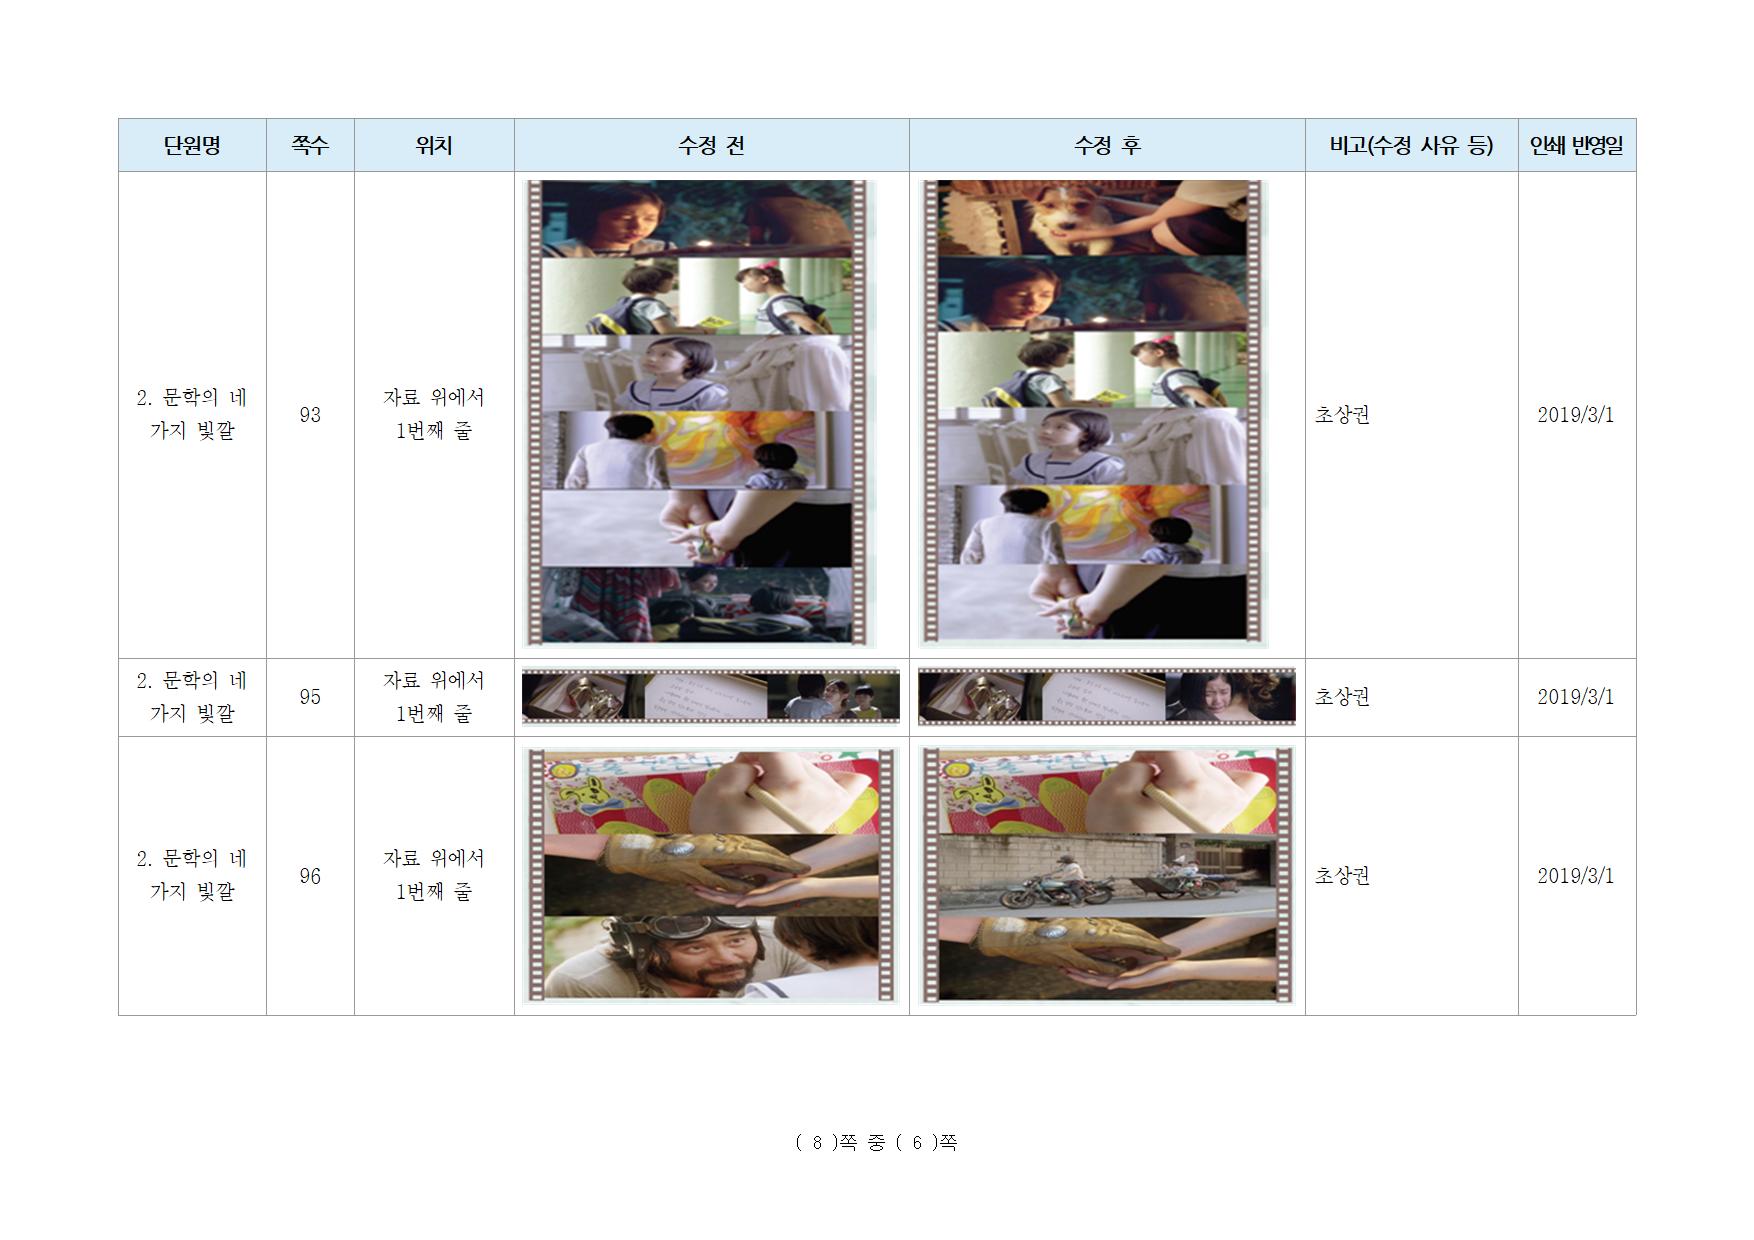 단원명 쪽수 위치 수정 전 수정 후 비고(수정 사유 등) 인쇄 반영일
2. 문학의 네
가지 빛깔
93
자료 위에서
1번째 줄
초상권
2019/3/1
2. 문학의 네
가지 빛깔
95
자료 위에서
1번째 줄
초상권
2019/3/1
2. 문학의 네
가지 빛깔
96
자료 위에서
1번째 줄
초상권
2019/3/1
( 8 )쪽 중 ( 6 )쪽